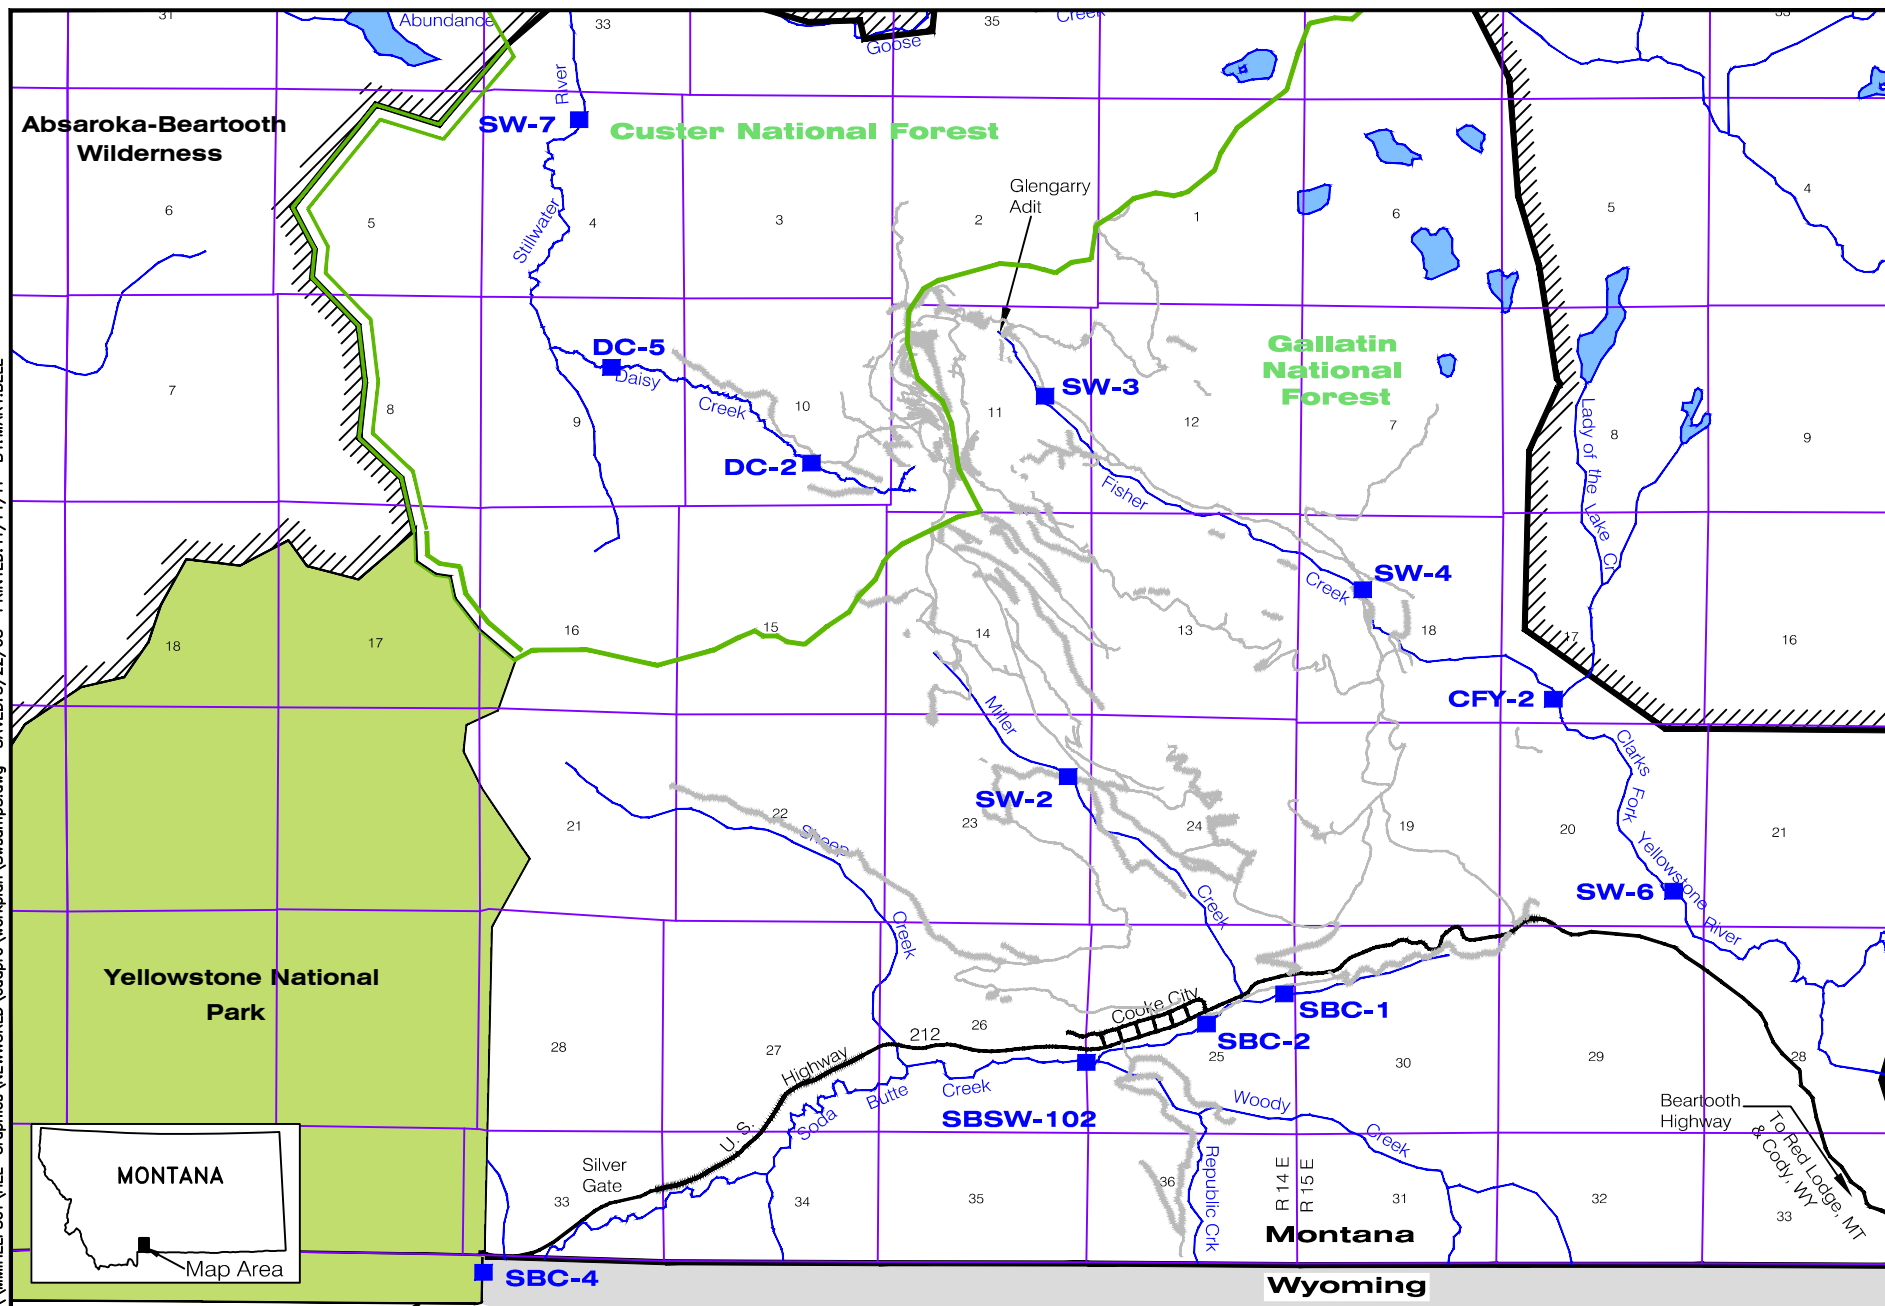 31
Abundance
33
35
Creek
33
Goose
River
Absaroka-Beartooth
Wilderness
SW-7
Custer National Forest
Glengarry
Adit
6
5
4
3
2
1
6
5
4
Stillwater
DC-5
Daisy
Creek
DC-2
SW-3
Gallatin
National
Forest
7
8
9
10
11
12
7
8
9
Fisher
Creek
Lady of the Lake Cr
SW-4
18
17
16
15
14
13
18
17
16
Miller
CFY-2
Clarks
Fork
Yellowstone
River
SW-2
21
22
23
24
19
20
21
Sheep
Creek
Creek
SW-6
Yellowstone National
Park
Cooke City
SBC-1
SBC-2
28
27
26
25
30
29
28
212
Highway
U. S.
Soda
Butte
Creek
SBSW-102
Woody
Creek
Republic Crk
Beartooth
Highway
To Red Lodge, MT
& Cody, WY
Silver
Gate
33
34
35
36
31
32
33
R 14 E
R 15 E
Montana
Wyoming
SBC-4
MONTANA
Map Area